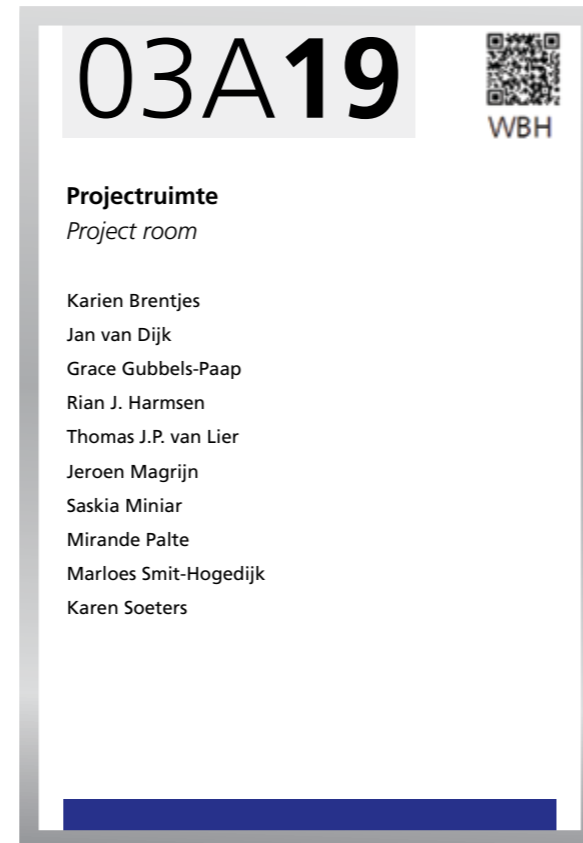 03A19
WBH
Projectruimte
Project room
Karien Brentjes
Jan van Dijk
Grace Gubbels-Paap
Rian J. Harmsen
Thomas J.P. van Lier
Jeroen Magrijn
Saskia Miniar
Mirande Palte
Marloes Smit-Hogedijk
Karen Soeters